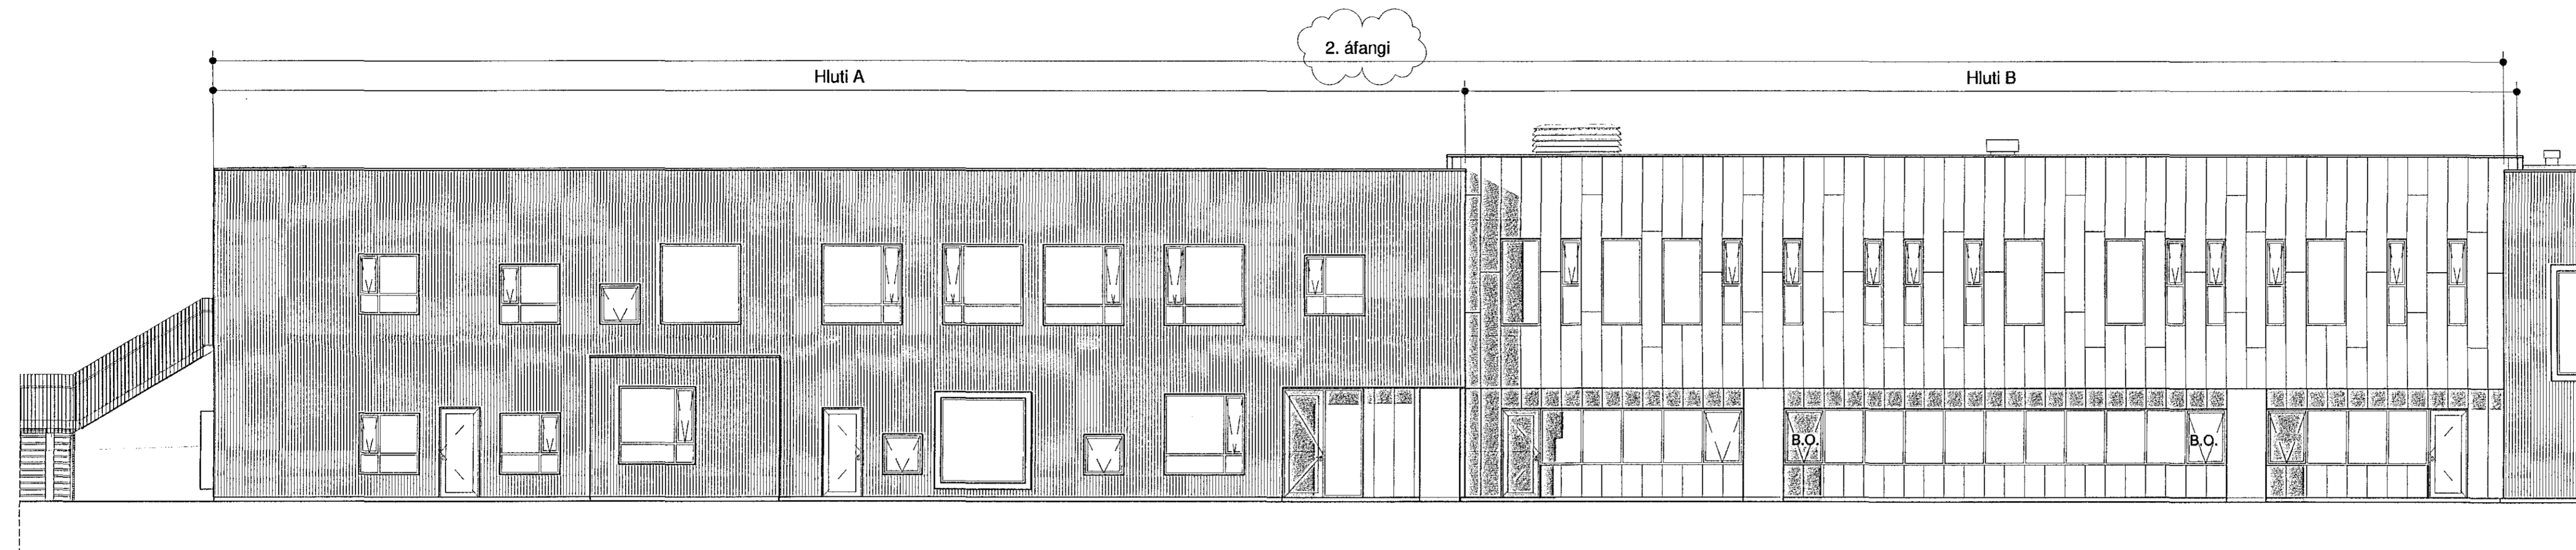 2. áfangi
Hluti A
Hluti B
B.O.
B.O.